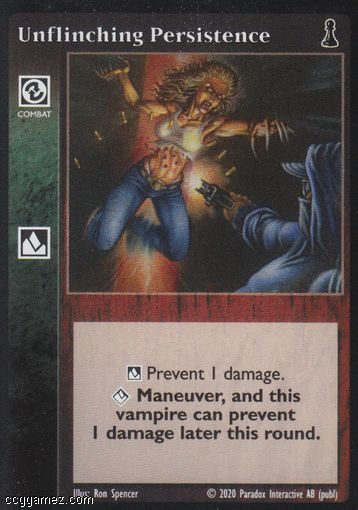 Unflinching Persistence
COMBAT
Prevent 1 damage.
Maneuver, and this
vampire can prevent
1 damage later this round.
Illus: Ron Spencer © 2020 Paradox Interactive AB (publ)
ccggamez.com